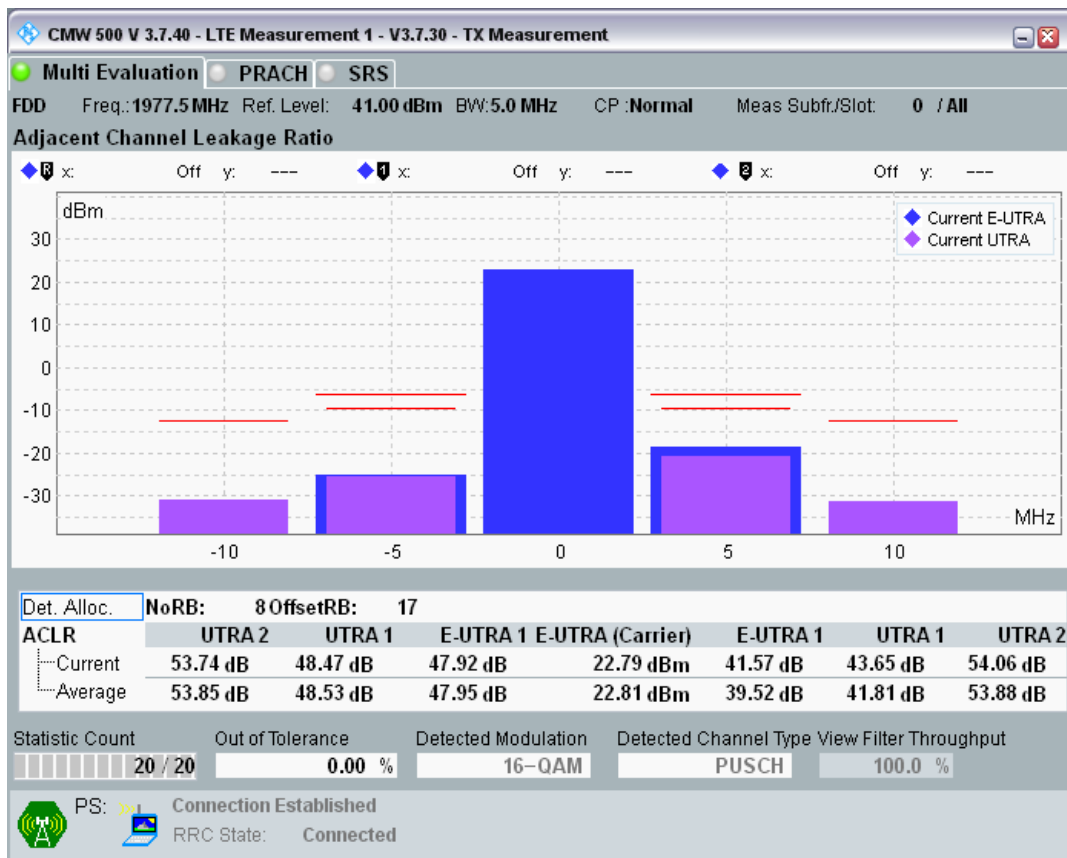 CMW 500 V 3.7.40 - LTE Measurement 1 - V3.7.30 - TX Measurement
Multi Evaluation PRACH SRS
FDD Freq.: 1977.5 MHz Ref. Level: 41.00 dBm BW: 5.0 MHz CP : Normal Meas Subfr./Slot: 0 / All
Adjacent Channel Leakage Ratio
R x: Off y: --- 1 x: Off y: --- 2 x: Off y: ---
dBm
Current E-UTRA
Current UTRA
30
20
10
0
-10
-20
-30
MHz
-10 -5 0 5 10
Det. Alloc. NoRB: 8 OffsetRB: 17
ACLR UTRA 2 UTRA 1 E-UTRA 1 E-UTRA (Carrier) E-UTRA 1 UTRA 1 UTRA 2
Current 53.74 dB 48.47 dB 47.92 dB 22.79 dBm 41.57 dB 43.65 dB 54.06 dB
Average 53.85 dB 48.53 dB 47.95 dB 22.81 dBm 39.52 dB 41.81 dB 53.88 dB
Statistic Count Out of Tolerance Detected Modulation Detected Channel Type View Filter Throughput
20 / 20 0.00 % 16-QAM PUSCH 100.0 %
PS: Connection Established
RRC State: Connected